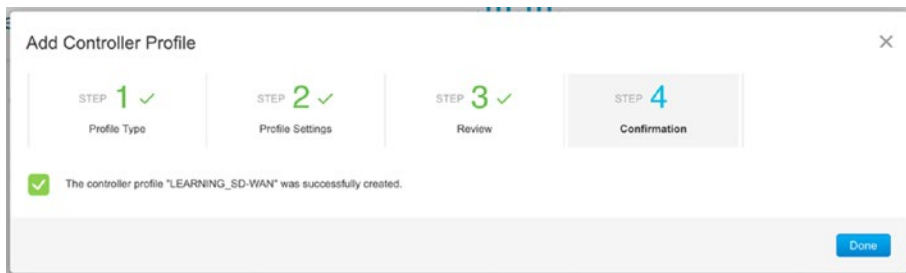 Add Controller Profile
STEP 1
Profile Type
STEP 2
Profile Settings
STEP 3
Review
STEP 4
Confirmation
The controller profile "LEARNING_SD-WAN" was successfully created.
Done